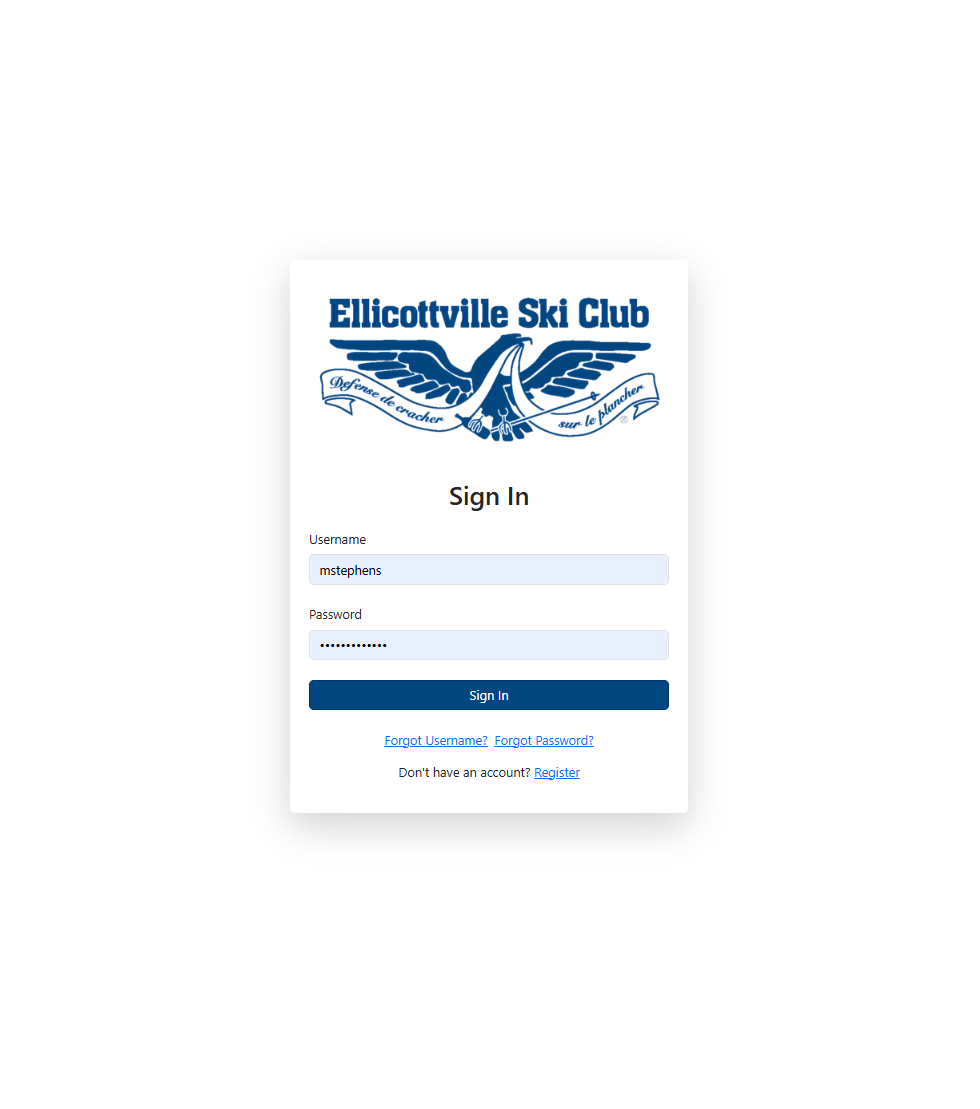 Ellicottville Ski Club
Defense de cracher
sur le plancher
Sign In
Username
mstephens
Password
•••••••••••••
Sign In
Forgot Username? Forgot Password?
Don't have an account? Register